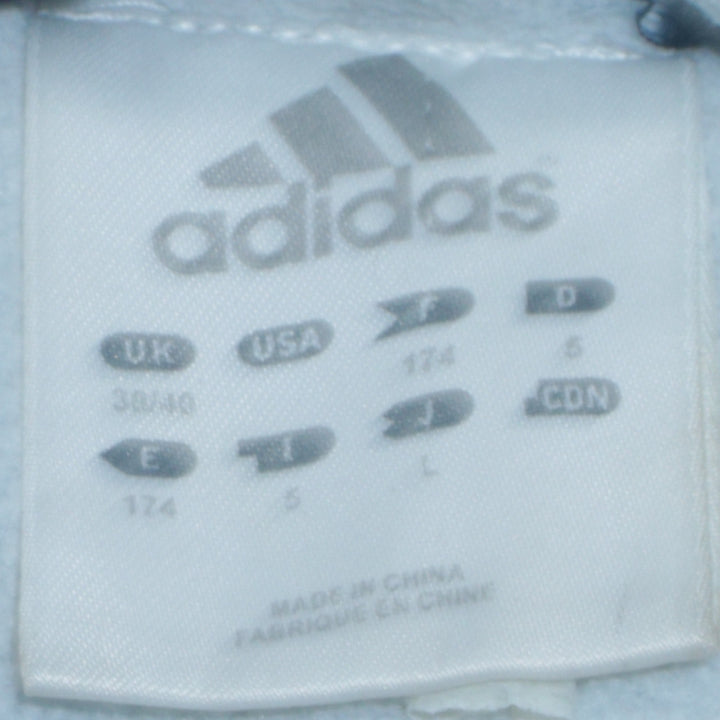 adidas
UK USA F D
38/40 174 5
E I J CDN
174 5 L
MADE IN CHINA
FABRIQUE EN CHINE